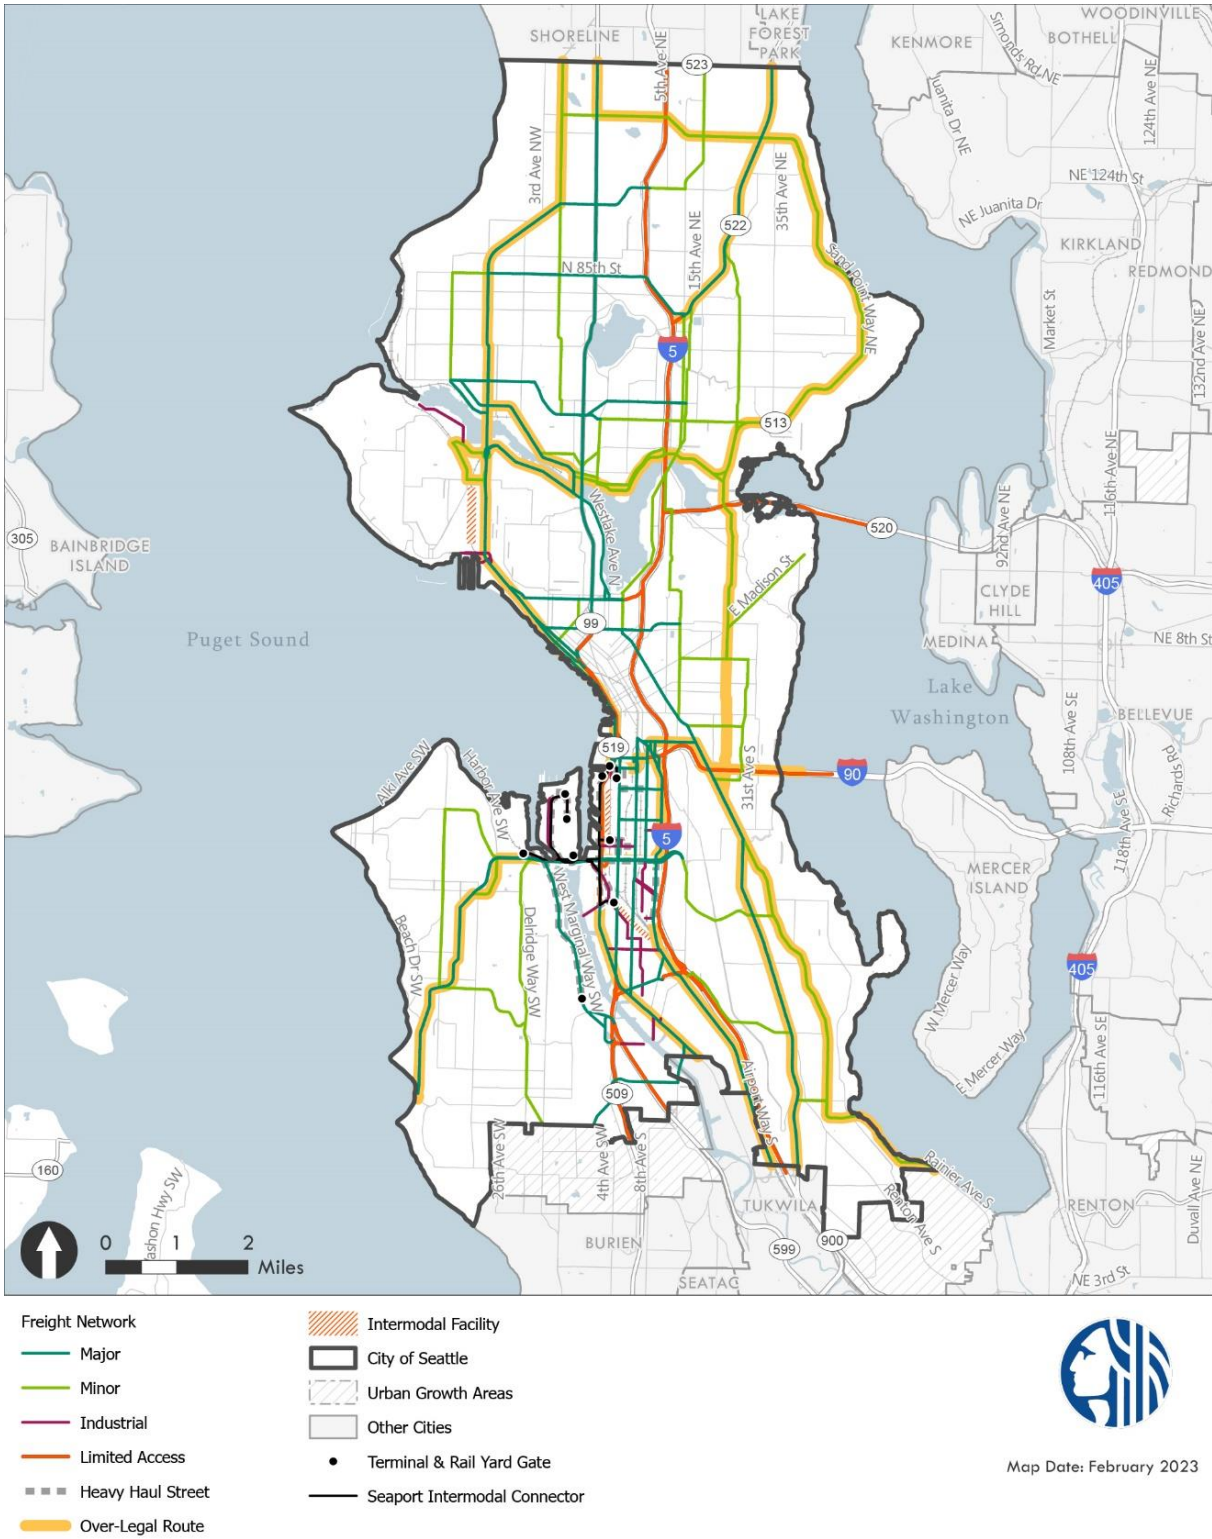 SHORELINE
LAKE
FOREST
PARK
KENMORE
Simonds Rd NE
BOTHELL
WOODINVILLE
5th Ave NE
523
Juanita Dr NE
124th Ave NE
3rd Ave NW
35th Ave NE
NE 124th St
NE Juanita Dr
15th Ave NE
522
KIRKLAND
REDMOND
N 85th St
Sand Point Way NE
Market St
132nd Ave NE
5
513
116th Ave NE
305
BAINBRIDGE
ISLAND
Westlake Ave N
520
92nd Ave NE
405
E Madison St
CLYDE
HILL
99
Puget Sound
MEDINA
NE 8th St
Lake
Washington
108th Ave SE
BELLEVUE
Alki Ave SW
Harbor Ave SW
519
31st Ave S
90
Richards Rd
118th Ave SE
5
West Marginal Way SW
MERCER
ISLAND
Beach Dr SW
Delridge Way SW
405
W Mercer Way
E Mercer Way
116th Ave SE
Airport Way S
509
26th Ave SW
4th Ave SW
8th Ave S
Rainier Ave S
160
ashon Hwy SW
TUKWILA
Renton Ave S
RENTON
Duvall Ave NE
BURIEN
599
900
SEATAC
NE 3rd St
0 1 2
Miles
Freight Network
Major
Minor
Industrial
Limited Access
Heavy Haul Street
Over-Legal Route
Intermodal Facility
City of Seattle
Urban Growth Areas
Other Cities
Terminal & Rail Yard Gate
Seaport Intermodal Connector
Map Date: February 2023